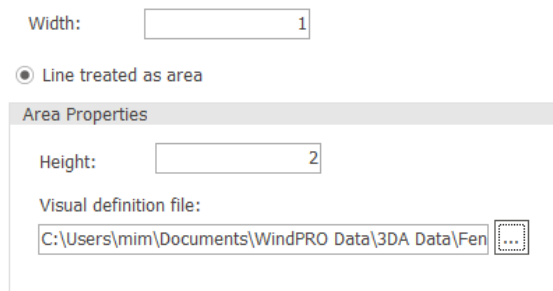 Width: 1
Line treated as area
Area Properties
Height: 2
Visual definition file:
C:\Users\mim\Documents\WindPRO Data\3DA Data\Fen ...